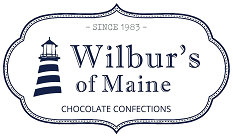 - SINCE 1983 -
Wilbur's
of Maine
CHOCOLATE CONFECTIONS